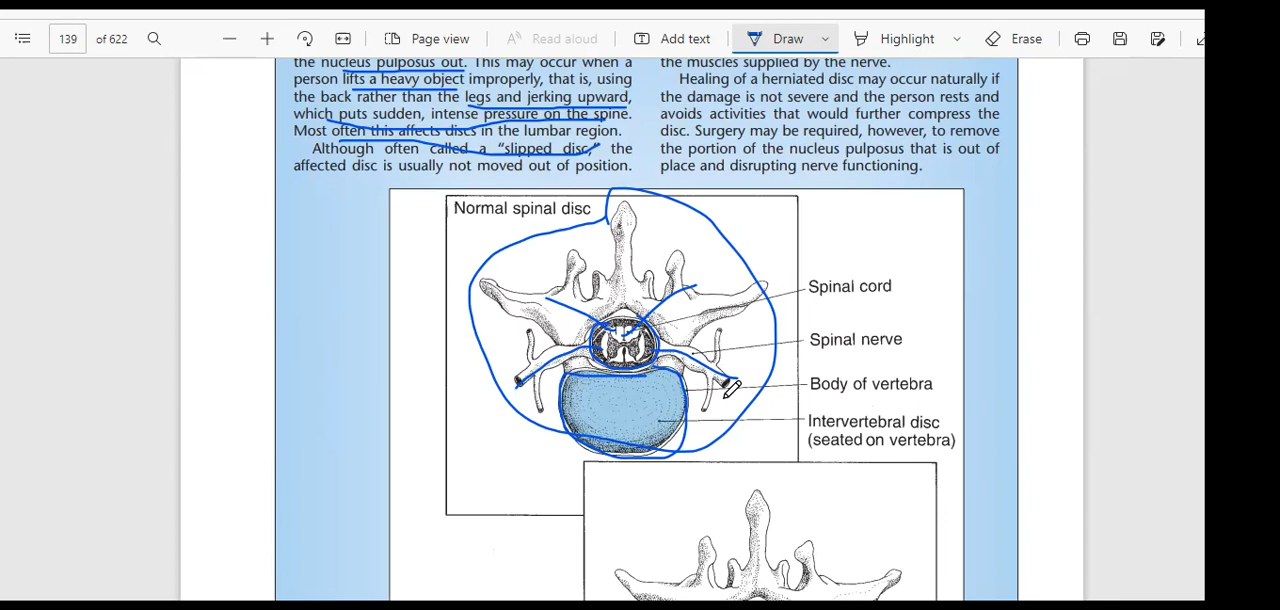 139 of 622 Page view Read aloud Add text Draw Highlight Erase
the nucleus pulposus out. This may occur when a
person lifts a heavy object improperly, that is, using
the back rather than the legs and jerking upward,
which puts sudden, intense pressure on the spine.
Most often this affects discs in the lumbar region.
Although often called a “slipped disc,” the
affected disc is usually not moved out of position.
the muscles supplied by the nerve.
Healing of a herniated disc may occur naturally if
the damage is not severe and the person rests and
avoids activities that would further compress the
disc. Surgery may be required, however, to remove
the portion of the nucleus pulposus that is out of
place and disrupting nerve functioning.
Normal spinal disc
Spinal cord
Spinal nerve
Body of vertebra
Intervertebral disc
(seated on vertebra)